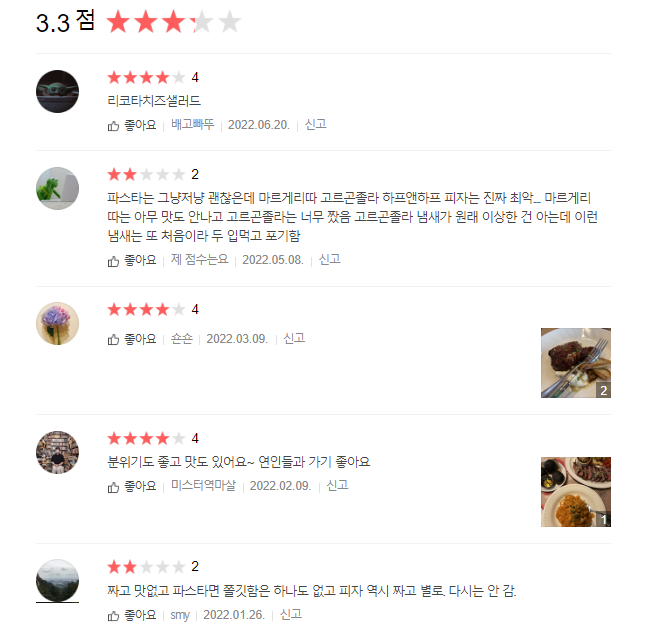 3.3 점
4
리코타치즈샐러드
좋아요 배고빠뚜 2022.06.20. 신고
2
파스타는 그냥저냥 괜찮은데 마르게리따 고르곤졸라 하프앤하프 피자는 진짜 최악... 마르게리
따는 아무 맛도 안나고 고르곤졸라는 너무 짰음 고르곤졸라 냄새가 원래 이상한 건 아는데 이런
냄새는 또 처음이라 두 입먹고 포기함
좋아요 제 점수는요 2022.05.08. 신고
4
좋아요 숀숀 2022.03.09. 신고
2
4
분위기도 좋고 맛도 있어요~ 연인들과 가기 좋아요
좋아요 미스터역마살 2022.02.09. 신고
1
2
짜고 맛없고 파스타면 쫄깃함은 하나도 없고 피자 역시 짜고 별로. 다시는 안 감.
좋아요 smy 2022.01.26. 신고